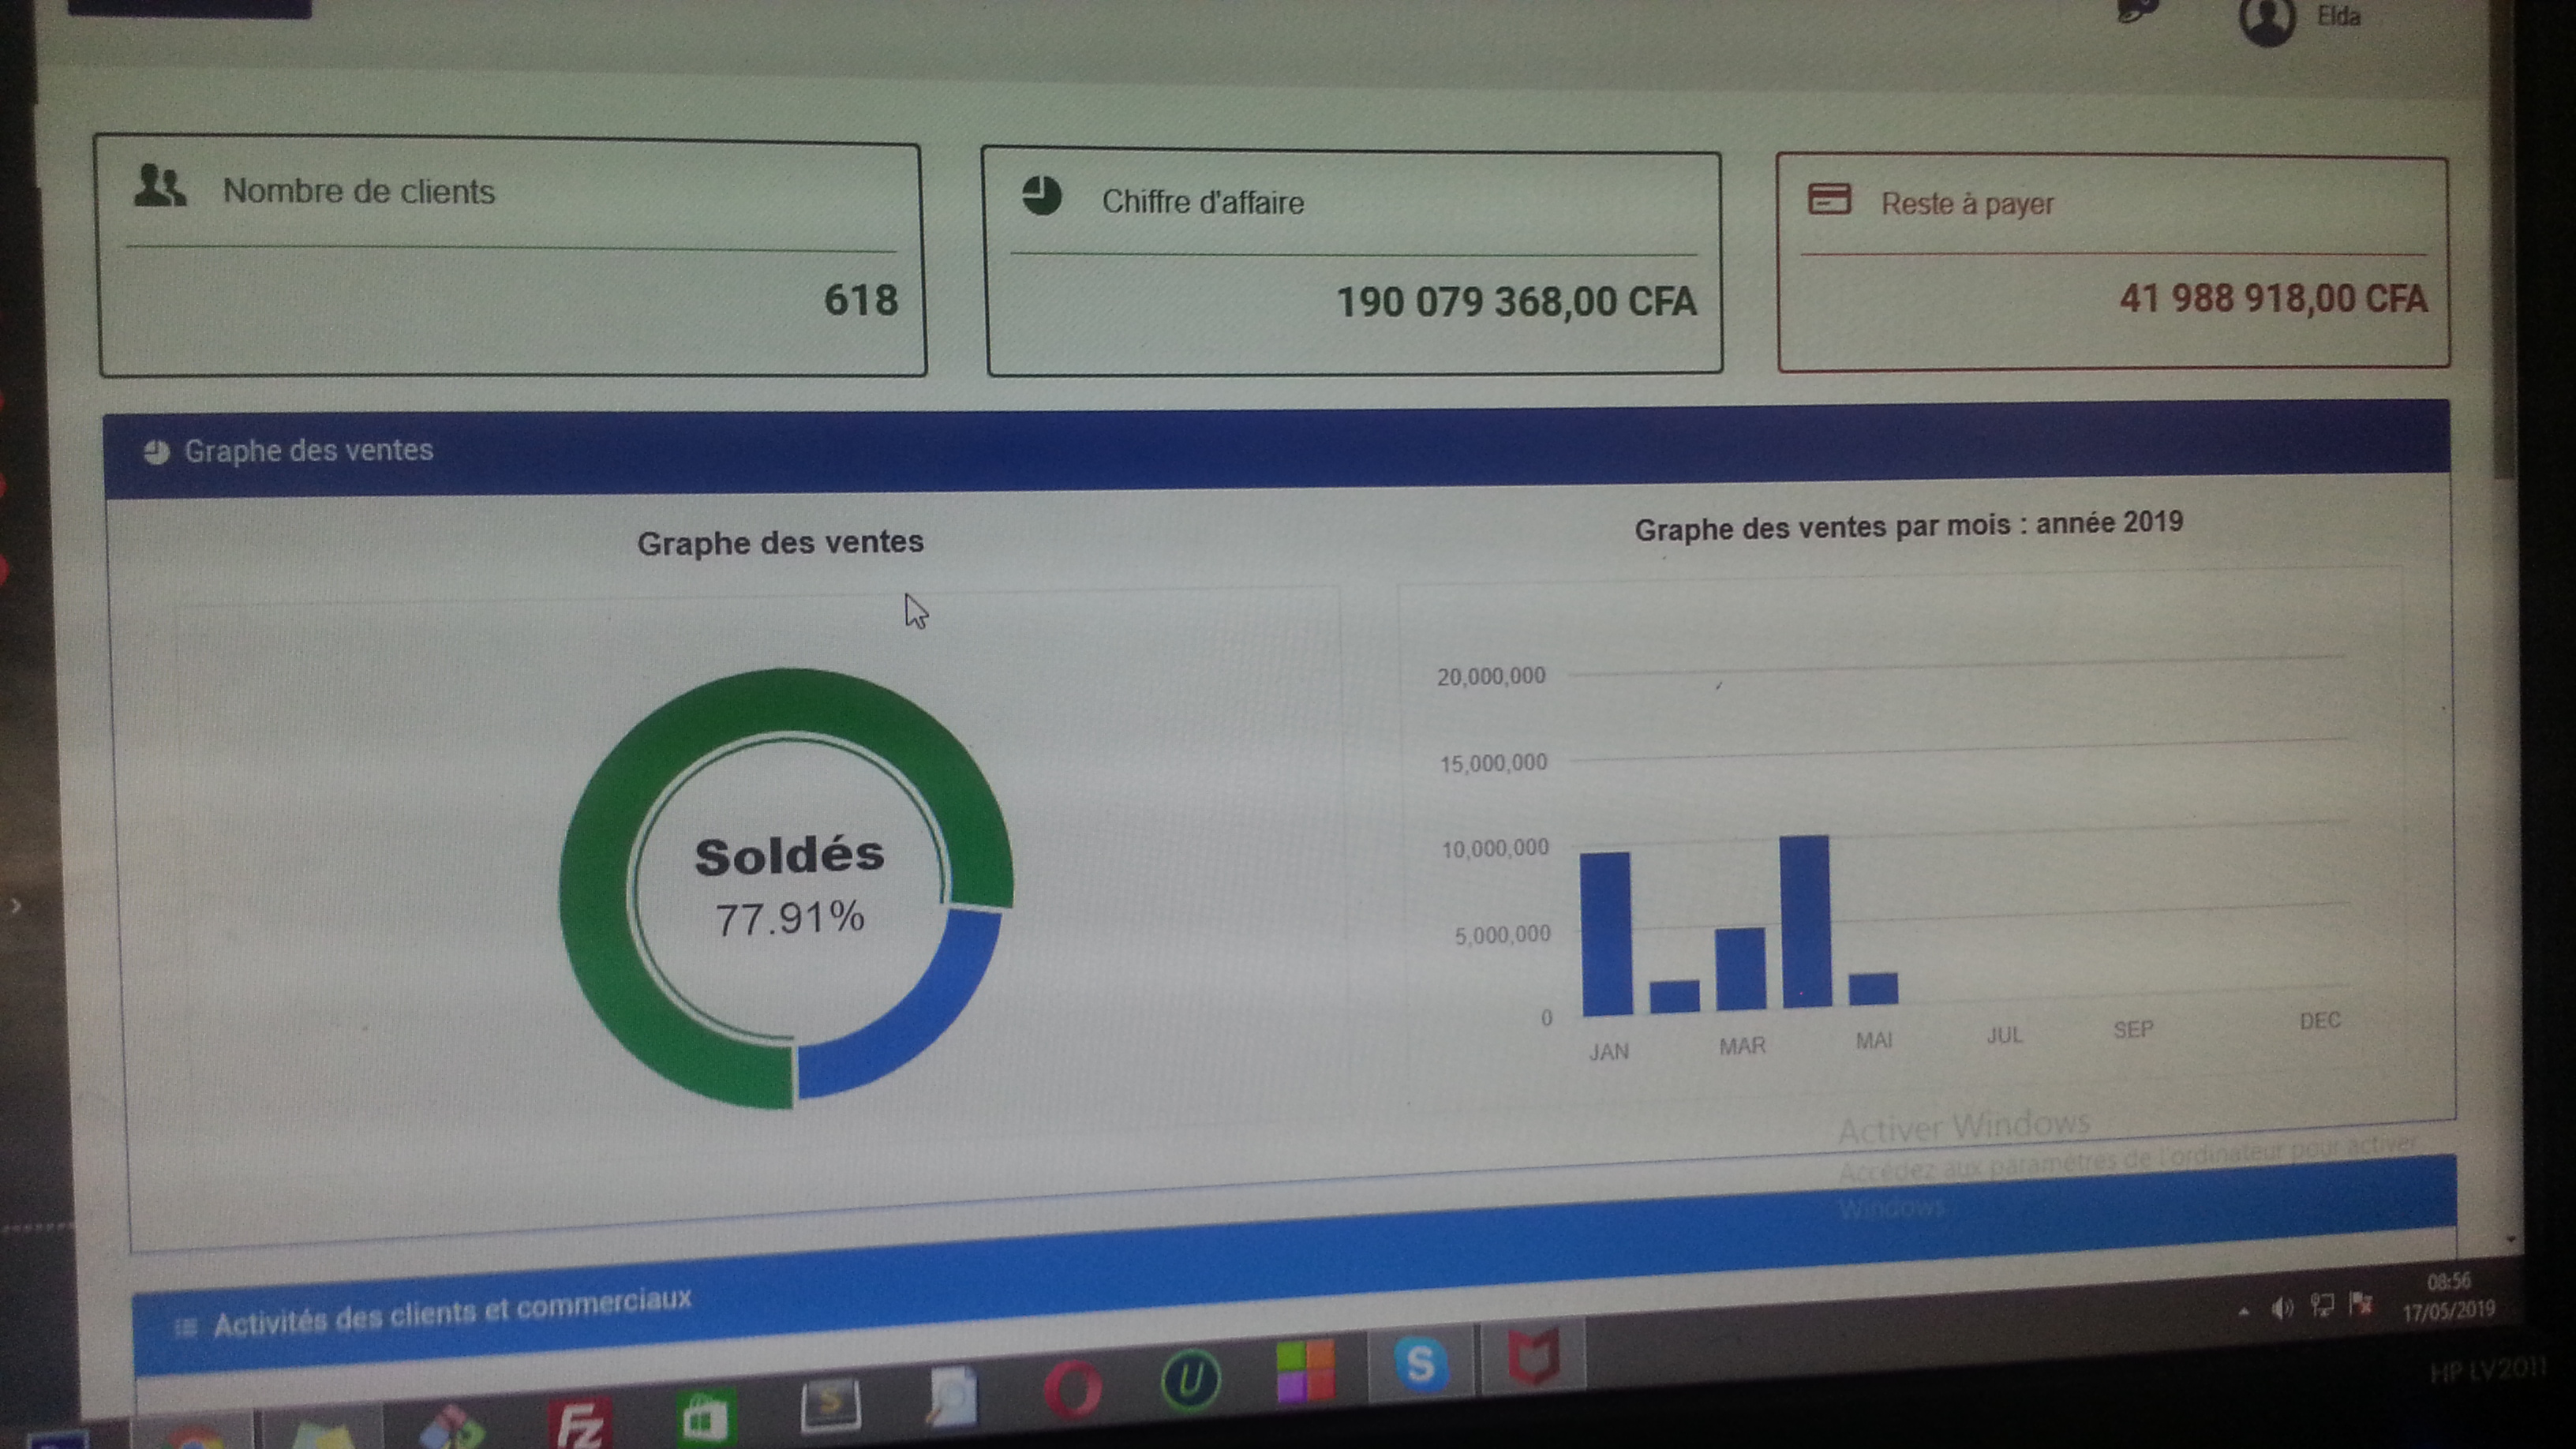 Elda
Nombre de clients
618
Chiffre d'affaire
190 079 368,00 CFA
Reste à payer
41 988 918,00 CFA
Graphe des ventes
Graphe des ventes
Soldés
77.91%
Graphe des ventes par mois : année 2019
20,000,000
15,000,000
10,000,000
5,000,000
0
JAN MAR MAI JUL SEP DEC
Activer Windows
Accédez aux paramètres de l'ordinateur pour activer
Windows
Activités des clients et commerciaux
Fz
S
U
S
08:56
17/05/2019
HP LV2011